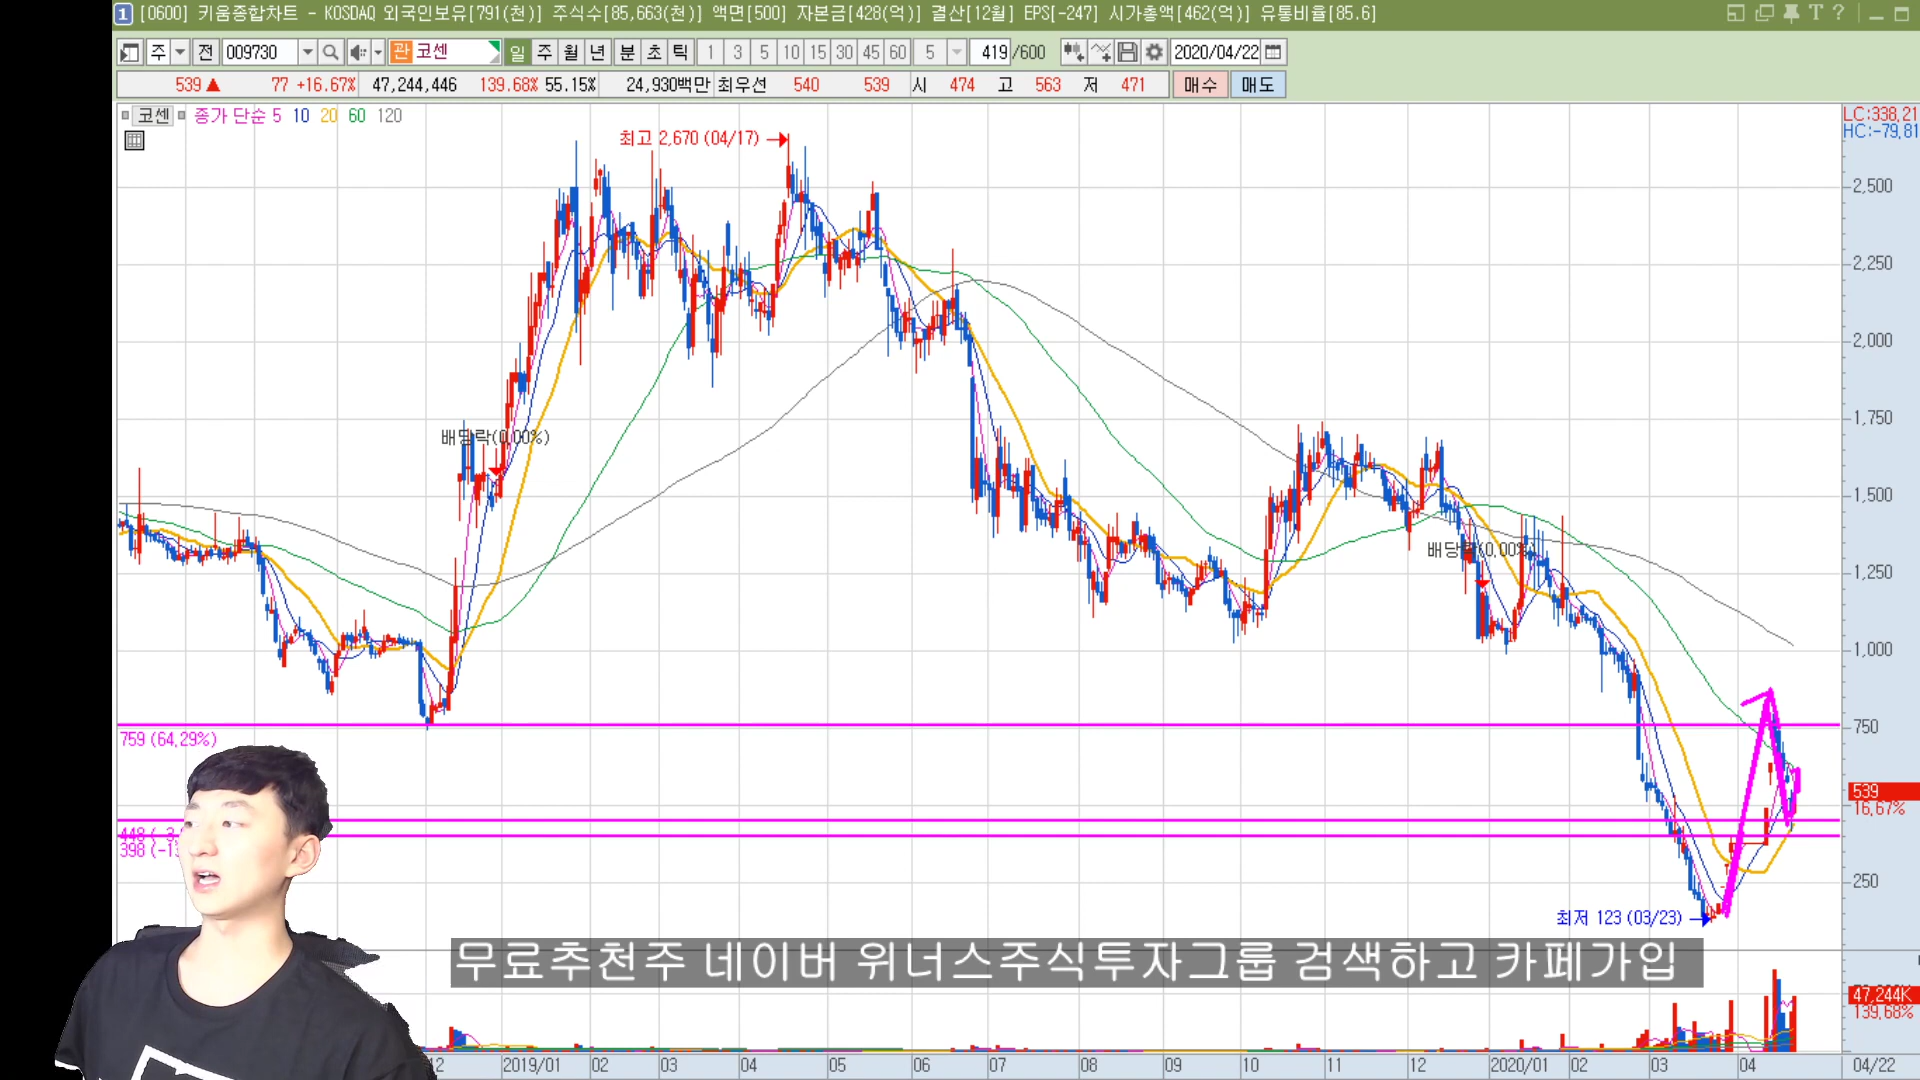 1 [0600] 키움종합차트 - KOSDAQ 외국인보유[791(천)] 주식수[85,663(천)] 액면[500] 자본금[428(억)] 결산[12월] EPS[-247] 시가총액[462(억)] 유통비율[85.6]
주 전 009730 관 코센 일 주 월 년 분 초 틱 1 3 5 10 15 30 45 60 5 419 /600 2020/04/22
539 ▲ 77 +16.67% 47,244,446 139.68% 55.15% 24,930백만 최우선 540 539 시 474 고 563 저 471 매수 매도
코센 종가 단순 5 10 20 60 120
LC:338.21
HC:-79.81
최고 2,670 (04/17)
2,500
2,250
2,000
1,750
배당락(0.00%)
1,500
배당락(0.00%)
1,250
1,000
750
759 (64.29%)
539
16.67%
398
250
최저 123 (03/23)
무료추천주 네이버 위너스주식투자그룹 검색하고 카페가입
47,244K
139.68%
2019/01 02 03 04 05 06 07 08 09 10 11 12 2020/01 02 03 04 04/22